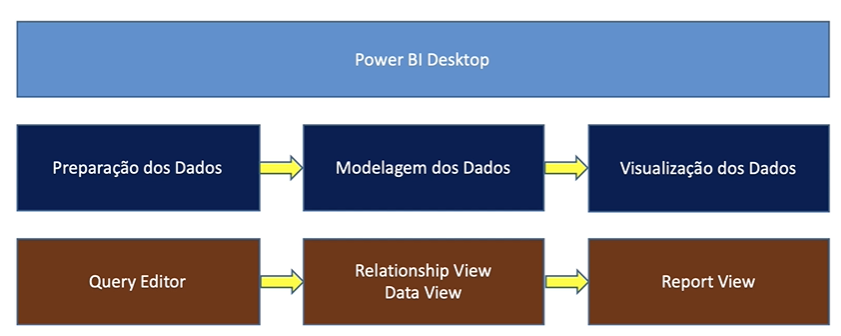 Power BI Desktop
Preparação dos Dados
Modelagem dos Dados
Visualização dos Dados
Query Editor
Relationship View
Data View
Report View